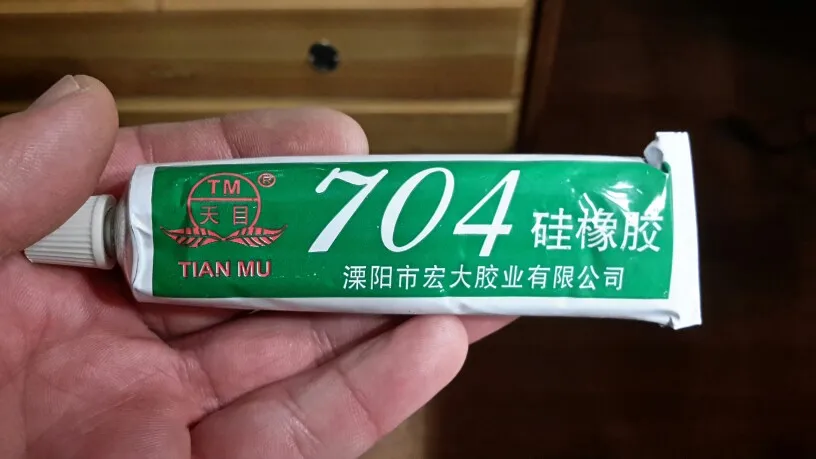 TM
®
天目
TIAN MU
704 硅橡胶
溧阳市宏大胶业有限公司